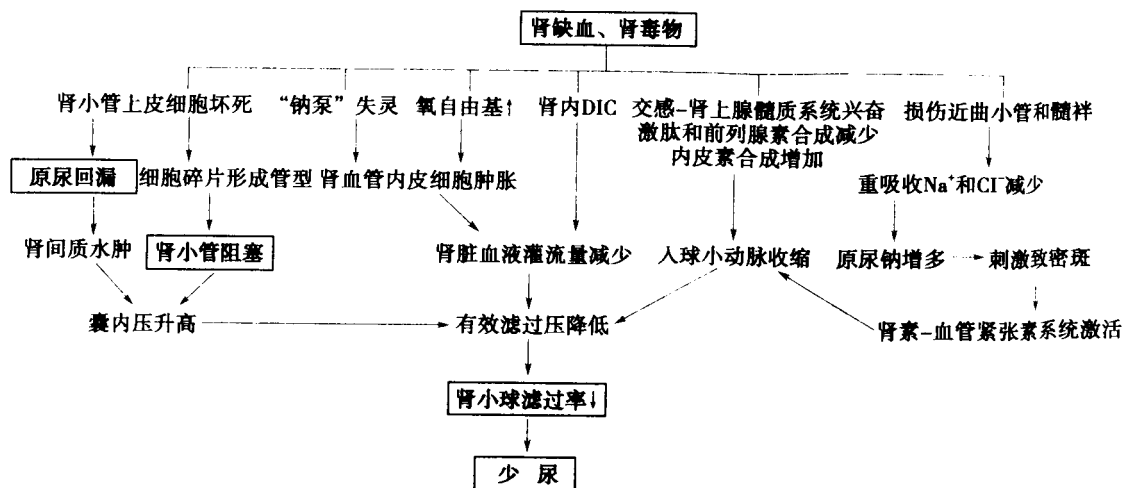 肾缺血、肾毒物
肾小管上皮细胞坏死 “钠泵”失灵 氧自由基↑ 肾内DIC 交感-肾上腺髓质系统兴奋 损伤近曲小管和髓袢
激肽和前列腺素合成减少
内皮素合成增加
原尿回漏 细胞碎片形成管型 肾血管内皮细胞肿胀 重吸收Na⁺和Cl⁻减少
肾间质水肿 肾小管阻塞 肾脏血液灌流量减少 入球小动脉收缩 原尿钠增多 刺激致密斑
囊内压升高 有效滤过压降低 肾素-血管紧张素系统激活
肾小球滤过率↓
少 尿